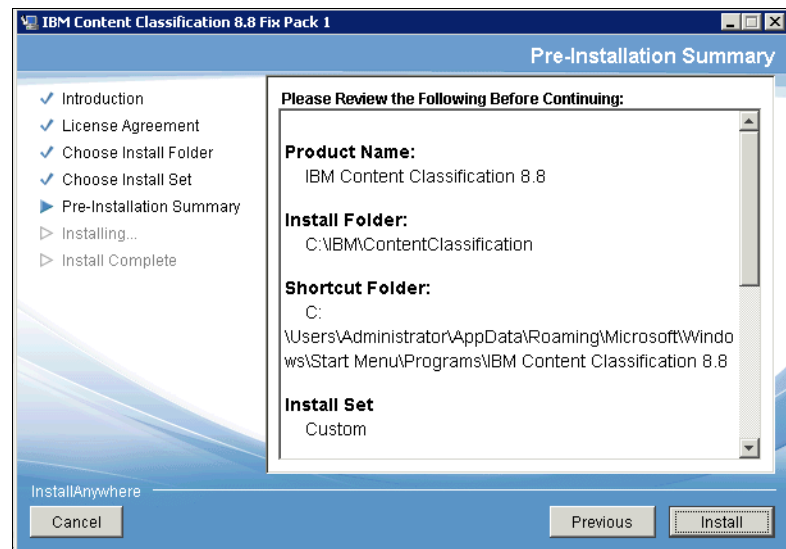 IBM Content Classification 8.8 Fix Pack 1
Pre-Installation Summary
Introduction
License Agreement
Choose Install Folder
Choose Install Set
Pre-Installation Summary
Installing...
Install Complete
Please Review the Following Before Continuing:
Product Name:
IBM Content Classification 8.8
Install Folder:
C:\IBM\ContentClassification
Shortcut Folder:
C:
\Users\Administrator\AppData\Roaming\Microsoft\Windo
ws\Start Menu\Programs\IBM Content Classification 8.8
Install Set
Custom
InstallAnywhere
Cancel
Previous
Install